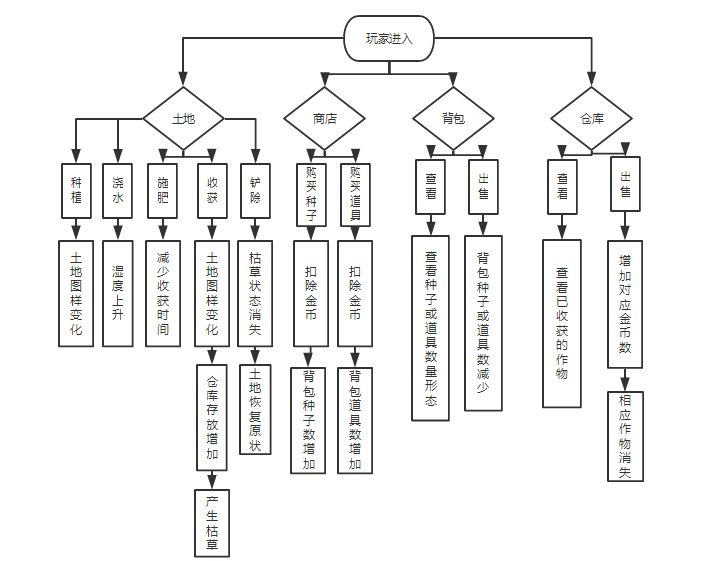 玩家进入
土地
商店
背包
仓库
种植
浇水
施肥
收获
铲除
购买种子
购买道具
查看
出售
查看
出售
土地图样变化
湿度上升
减少收获时间
土地图样变化
枯草状态消失
扣除金币
扣除金币
查看种子或道具数量形态
背包种子或道具数减少
查看已收获的作物
增加对应金币数
仓库存放增加
土地恢复原状
背包种子数增加
背包道具数增加
相应作物消失
产生枯草